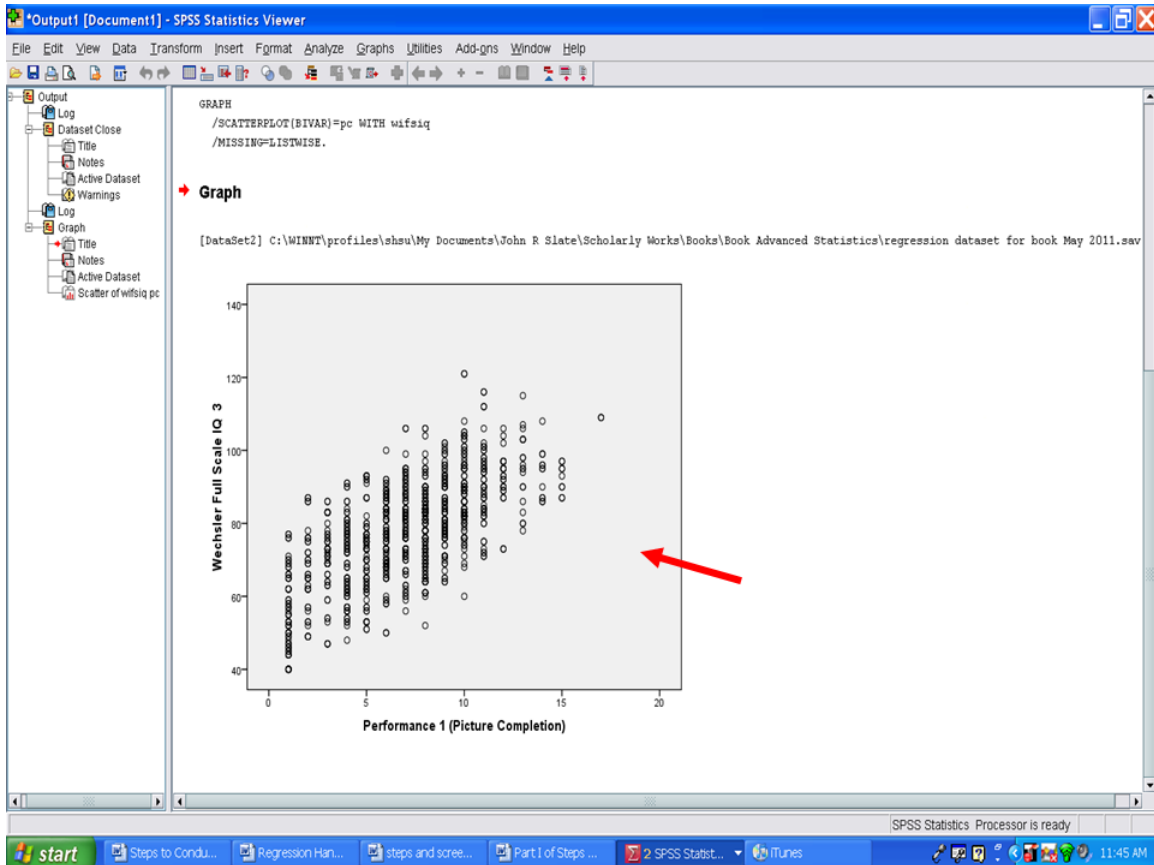 *Output1 [Document1] - SPSS Statistics Viewer
File Edit View Data Transform Insert Format Analyze Graphs Utilities Add-ons Window Help
Output
Log
Dataset Close
Title
Notes
Active Dataset
Warnings
Log
Graph
Title
Notes
Active Dataset
Scatter of wifsiq pc
GRAPH
/SCATTERPLOT(BIVAR)=pc WITH wifsiq
/MISSING=LISTWISE.
Graph
[DataSet2] C:\WINNT\profiles\shsu\My Documents\John R Slate\Scholarly Works\Books\Book Advanced Statistics\regression dataset for book May 2011.sav
140
120
100
80
60
40
Wechsler Full Scale IQ 3
0 5 10 15 20
Performance 1 (Picture Completion)
SPSS Statistics Processor is ready
start Steps to Condu... Regression Han... steps and scree... Part I of Steps ... 2 SPSS Statist... iTunes 11:45 AM